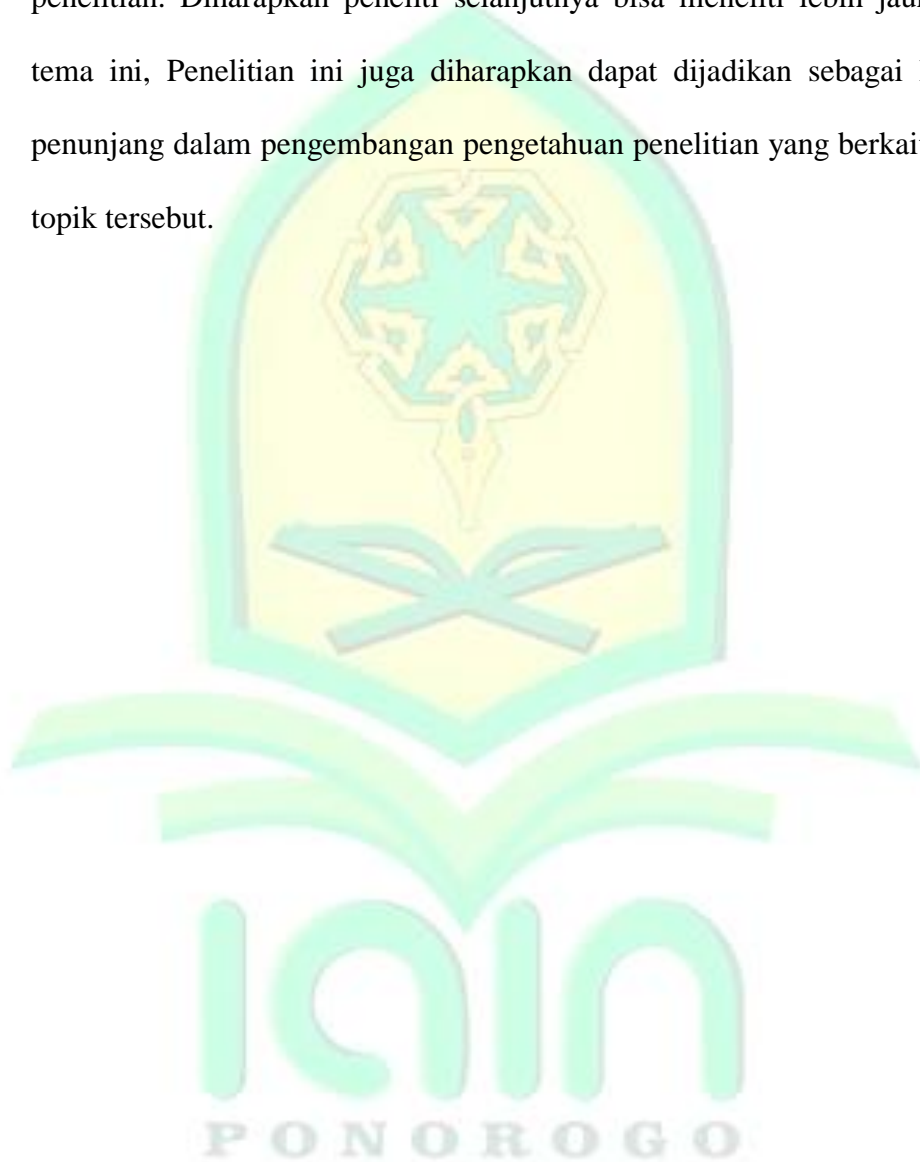 penelitian. Diharapkan peneliti selanjutnya bisa meneliti lebih
tema ini, Penelitian ini juga diharapkan dapat dijadikan sebagai
penunjang dalam pengembangan pengetahuan penelitian yang
topik tersebut.
iain
PONOROGO